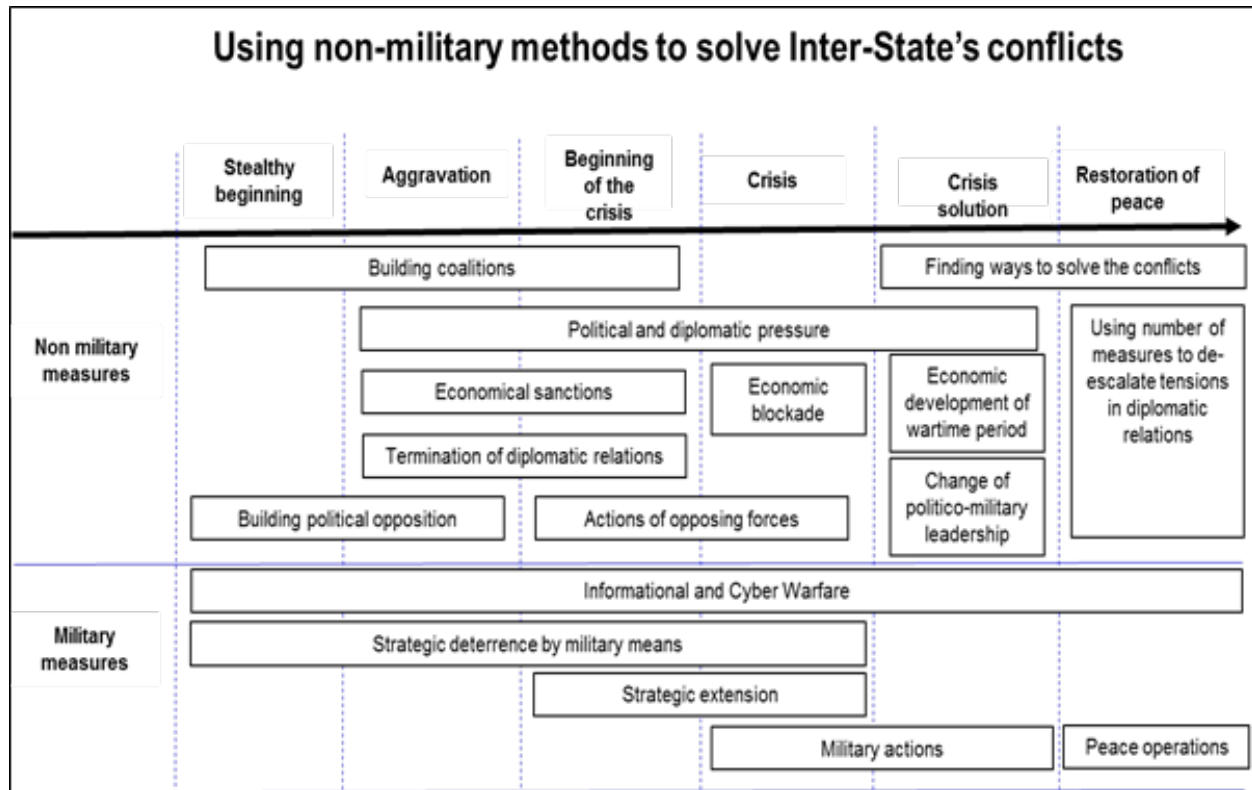 Using non-military methods to solve Inter-State's conflicts
Stealthy
beginning
Aggravation
Beginning
of the
crisis
Crisis
Crisis
solution
Restoration of
peace
Building coalitions
Finding ways to solve the conflicts
Non military
measures
Political and diplomatic pressure
Using number of
measures to de-
escalate tensions
in diplomatic
relations
Economical sanctions
Economic
blockade
Economic
development of
wartime period
Termination of diplomatic relations
Change of
politico-military
leadership
Building political opposition
Actions of opposing forces
Informational and Cyber Warfare
Military
measures
Strategic deterrence by military means
Strategic extension
Military actions
Peace operations